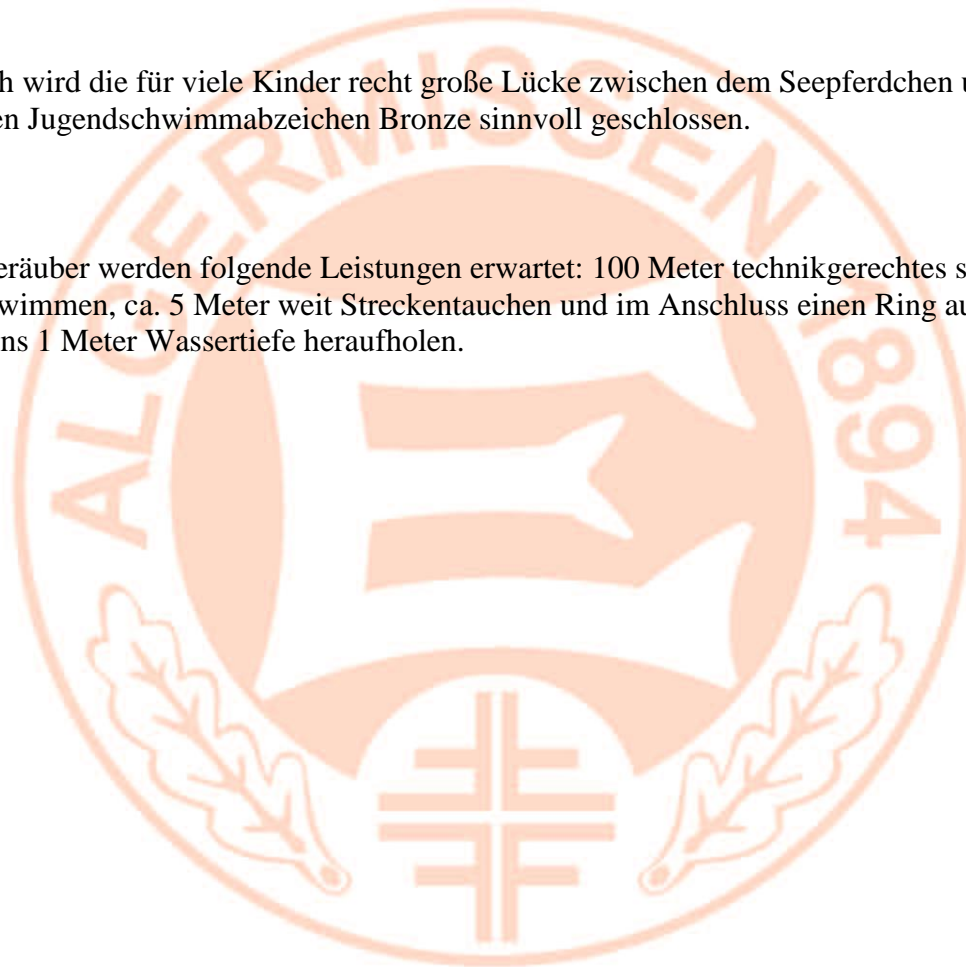 h wird die für viele Kinder recht große Lücke zwischen dem Seepferdchen u
en Jugendschwimmabzeichen Bronze sinnvoll geschlossen.
eräuber werden folgende Leistungen erwartet: 100 Meter technikgerechtes s
wimmen, ca. 5 Meter weit Streckentauchen und im Anschluss einen Ring au
ns 1 Meter Wassertiefe heraufholen.
ALGERMISSEN 1894